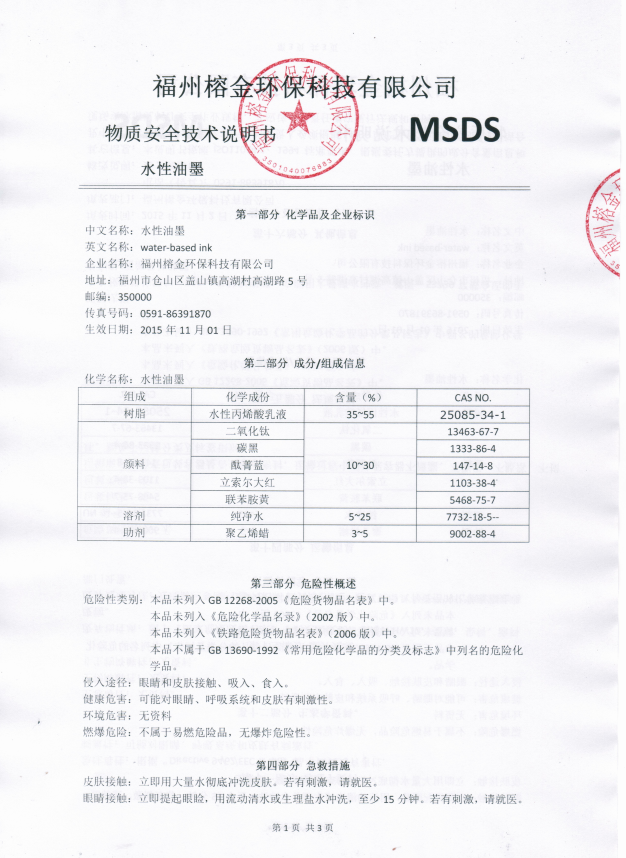 福州榕金环保科技有限公司
物质安全技术说明书 MSDS
水性油墨
福州榕金环保科技有限公司
3501040076883
第一部分 化学品及企业标识
中文名称：水性油墨
英文名称：water-based ink
企业名称：福州榕金环保科技有限公司
地址：福州市仓山区盖山镇高湖村高湖路 5 号
邮编：350000
传真号码：0591-86391870
生效日期：2015 年 11 月 01 日
第二部分 成分/组成信息
化学名称：水性油墨
组成 化学成份 含量（%） CAS NO.
树脂 水性丙烯酸乳液 35~55 25085-34-1
颜料 二氧化钛 10~30 13463-67-7
碳黑 1333-86-4
酞菁蓝 147-14-8
立索尔大红 1103-38-4
联苯胺黄 5468-75-7
溶剂 纯净水 5~25 7732-18-5--
助剂 聚乙烯蜡 3~5 9002-88-4
第三部分 危险性概述
危险性类别：本品未列入 GB 12268-2005《危险货物品名表》中。
本品未列入《危险化学品名录》（2002 版）中。
本品未列入《铁路危险货物品名表》（2006 版）中。
本品不属于 GB 13690-1992《常用危险化学品的分类及标志》中列名的危险化
学品。
侵入途径：眼睛和皮肤接触、吸入、食入。
健康危害：可能对眼睛、呼吸系统和皮肤有刺激性。
环境危害：无资料
燃爆危险：不属于易燃危险品，无爆炸危险性。
第四部分 急救措施
皮肤接触：立即用大量水彻底冲洗皮肤。若有刺激，请就医。
眼睛接触：立即提起眼睑，用流动清水或生理盐水冲洗，至少 15 分钟。若有刺激，请就医。
第 1 页 共 3 页